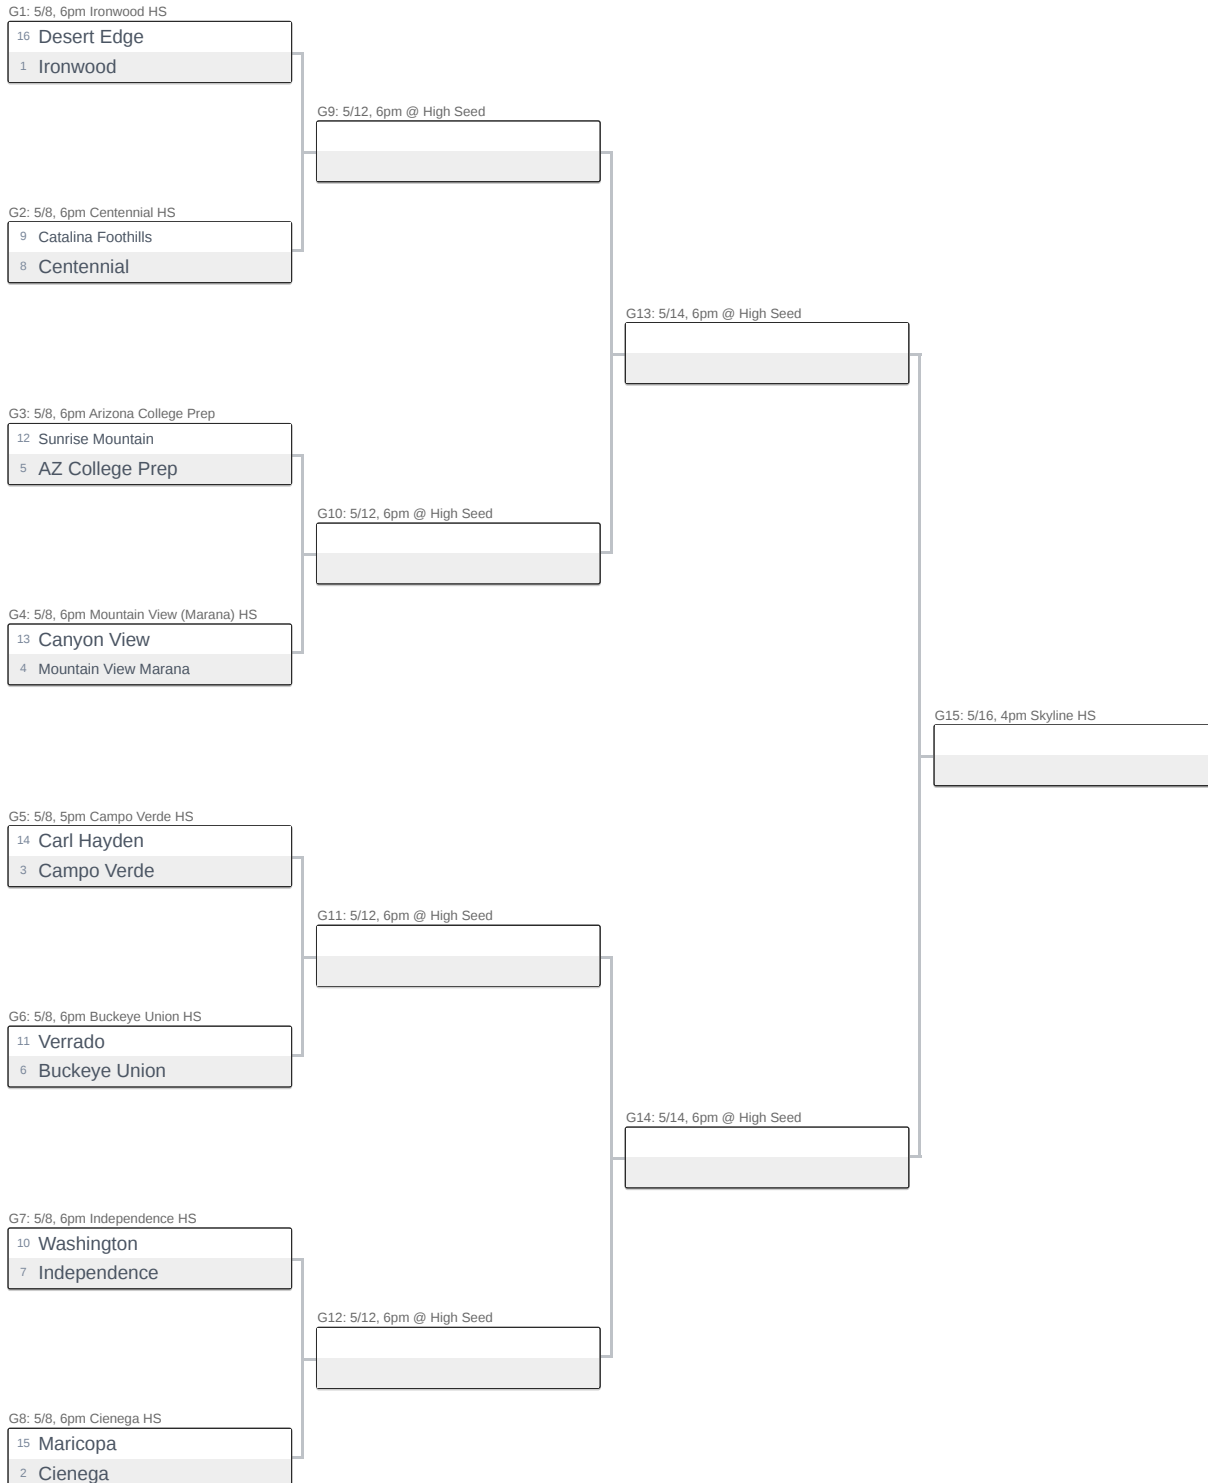 G1: 5/8, 6pm Ironwood HS
16 Desert Edge
1 Ironwood
G9: 5/12, 6pm @ High Seed
G2: 5/8, 6pm Centennial HS
9 Catalina Foothills
8 Centennial
G13: 5/14, 6pm @ High Seed
G3: 5/8, 6pm Arizona College Prep
12 Sunrise Mountain
5 AZ College Prep
G10: 5/12, 6pm @ High Seed
G4: 5/8, 6pm Mountain View (Marana) HS
13 Canyon View
4 Mountain View Marana
G15: 5/16, 4pm Skyline HS
G5: 5/8, 5pm Campo Verde HS
14 Carl Hayden
3 Campo Verde
G11: 5/12, 6pm @ High Seed
G6: 5/8, 6pm Buckeye Union HS
11 Verrado
6 Buckeye Union
G14: 5/14, 6pm @ High Seed
G7: 5/8, 6pm Independence HS
10 Washington
7 Independence
G12: 5/12, 6pm @ High Seed
G8: 5/8, 6pm Cienega HS
15 Maricopa
2 Cienega